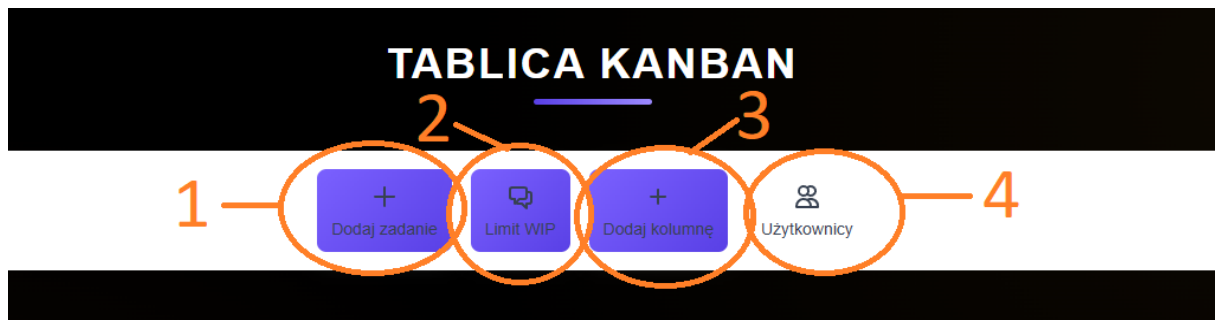 TABLICA KANBAN
2
3
1
4
Dodaj zadanie
Limit WIP
Dodaj kolumnę
Użytkownicy